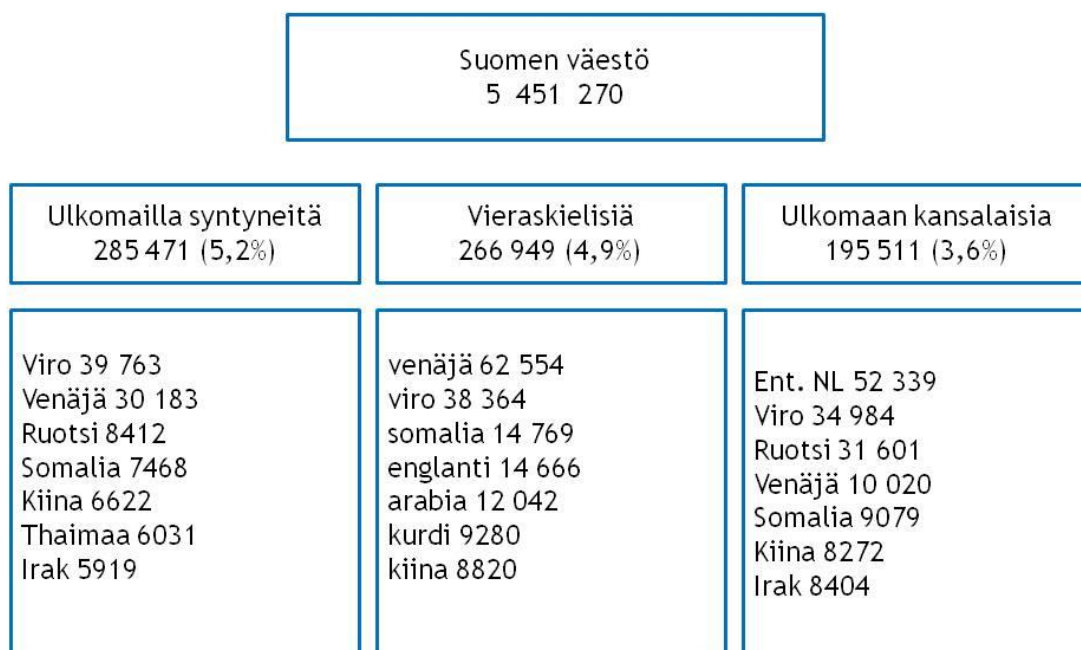 Suomen väestö
5 451 270
Ulkomailla syntyneitä
285 471 (5,2%)
Vieraskielisiä
266 949 (4,9%)
Ulkomaan kansalaisia
195 511 (3,6%)
Viro 39 763
Venäjä 30 183
Ruotsi 8412
Somalia 7468
Kiina 6622
Thaimaa 6031
Irak 5919
venäjä 62 554
viro 38 364
somalia 14 769
englanti 14 666
arabia 12 042
kurdi 9280
kiina 8820
Ent. NL 52 339
Viro 34 984
Ruotsi 31 601
Venäjä 10 020
Somalia 9079
Kiina 8272
Irak 8404